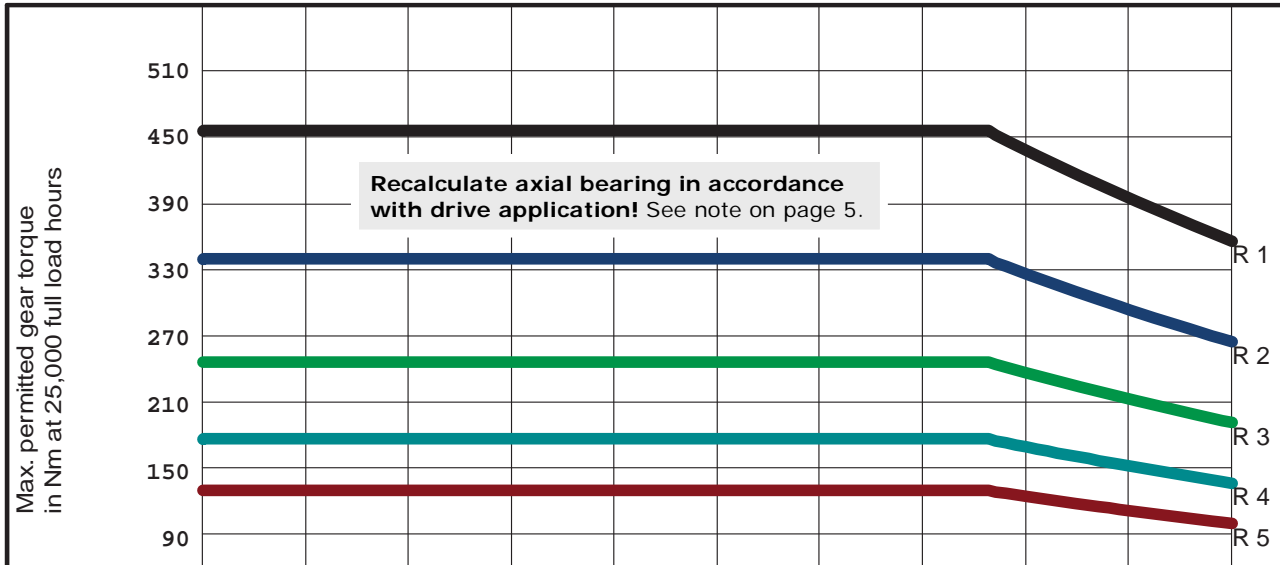 Max. permitted gear torque
in Nm at 25,000 full load hours
510
450
390
330
270
210
150
90
Recalculate axial bearing in accordance
with drive application! See note on page 5.
R 1
R 2
R 3
R 4
R 5